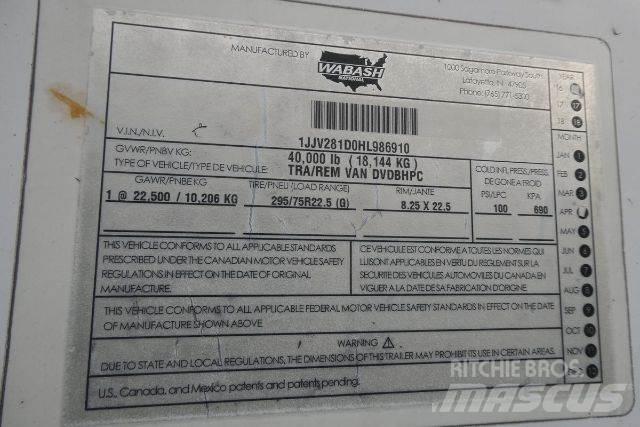 MANUFACTURED BY
WABASH
NATIONAL
1000 Sagamore Parkway South
Lafayette, IN 47905
Phone: (765) 771-5300
V.I.N./N.I.V.
1JJV281D0HL986910
GVWR/PNBV KG:
40,000 lb ( 18,144 KG )
TYPE OF VEHICLE/TYPE DE VEHICULE:
TRA/REM VAN DVDBHPC
GAWR/PNBE KG
TIRE/PNEU (LOAD RANGE)
COLD INFL. PRESS./PRESS.
DE GONFLA FROID
PSI/LPC KPA
1 @ 22,500 / 10,206 KG
295/75R22.5 (G)
8.25 X 22.5
100 690
THIS VEHICLE CONFORMS TO ALL APPLICABLE STANDARDS
PRESCRIBED UNDER THE CANADIAN MOTOR VEHICLE SAFETY
REGULATIONS IN EFFECT ON THE DATE OF ORIGINAL
MANUFACTURE.
CE VEHICULE EST CONFORME A TOUTES LES NORMES QUI
LUI SONT APPLICABLES EN VERTU DU REGLEMENT SUR LA
SECURITE DES VEHICULES AUTOMOBILES DU CANADA EN
VIGUER A LA DATE DE SA FABRICATION D'ORIGINE.
THIS VEHICLE CONFORMS TO ALL APPLICABLE FEDERAL MOTOR VEHICLE SAFETY STANDARDS IN EFFECT ON THE DATE
OF MANUFACTURE SHOWN ABOVE.
WARNING
DUE TO STATE AND LOCAL REGULATIONS, THE DIMENSIONS OF THIS TRAILER MAY PROHIBIT ITS USE IN CERTAIN AREAS.
U.S., Canada, and Mexico patents and patents pending.
YEAR
16
17
18
MONTH
JAN
FEB
MAR
APR
MAY
JUN
JUL
AUG
SEP
OCT
NOV
RITCHIE BROS.
MASCUS